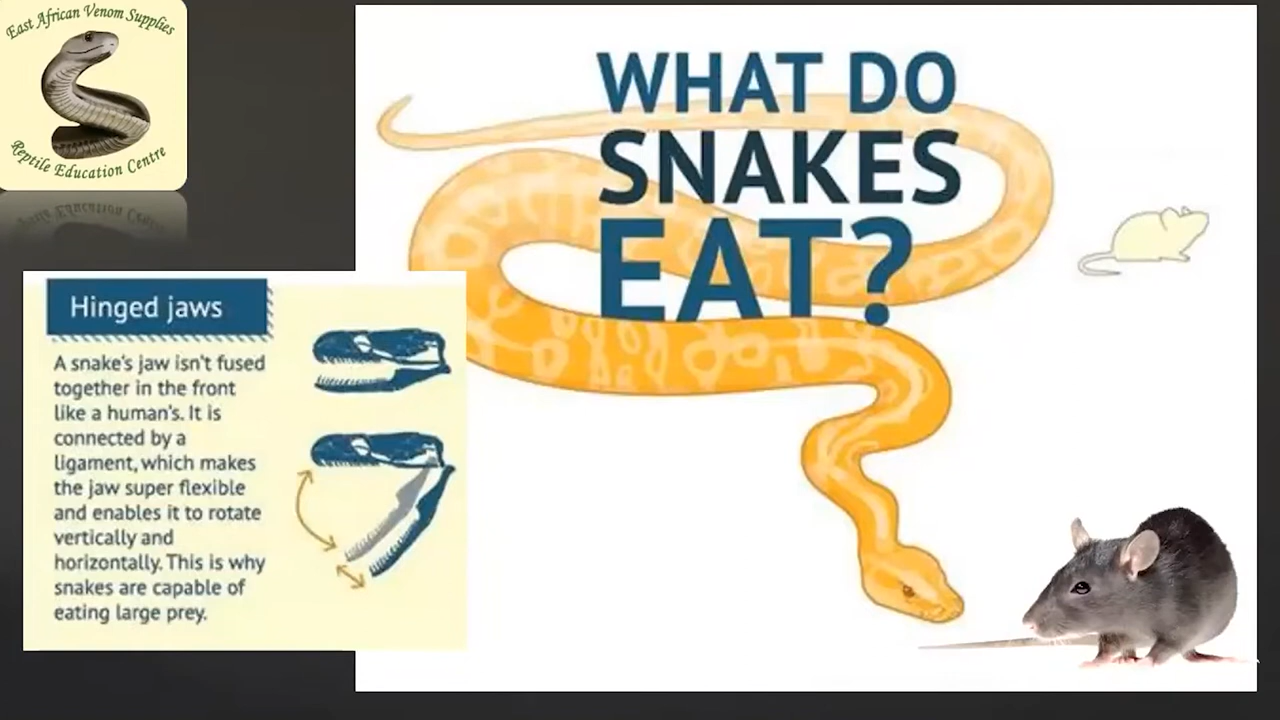 East African Venom Supplies
Reptile Education Centre
WHAT DO
SNAKES
EAT?
Hinged jaws
A snake's jaw isn't fused
together in the front
like a human's. It is
connected by a
ligament, which makes
the jaw super flexible
and enables it to rotate
vertically and
horizontally. This is why
snakes are capable of
eating large prey.